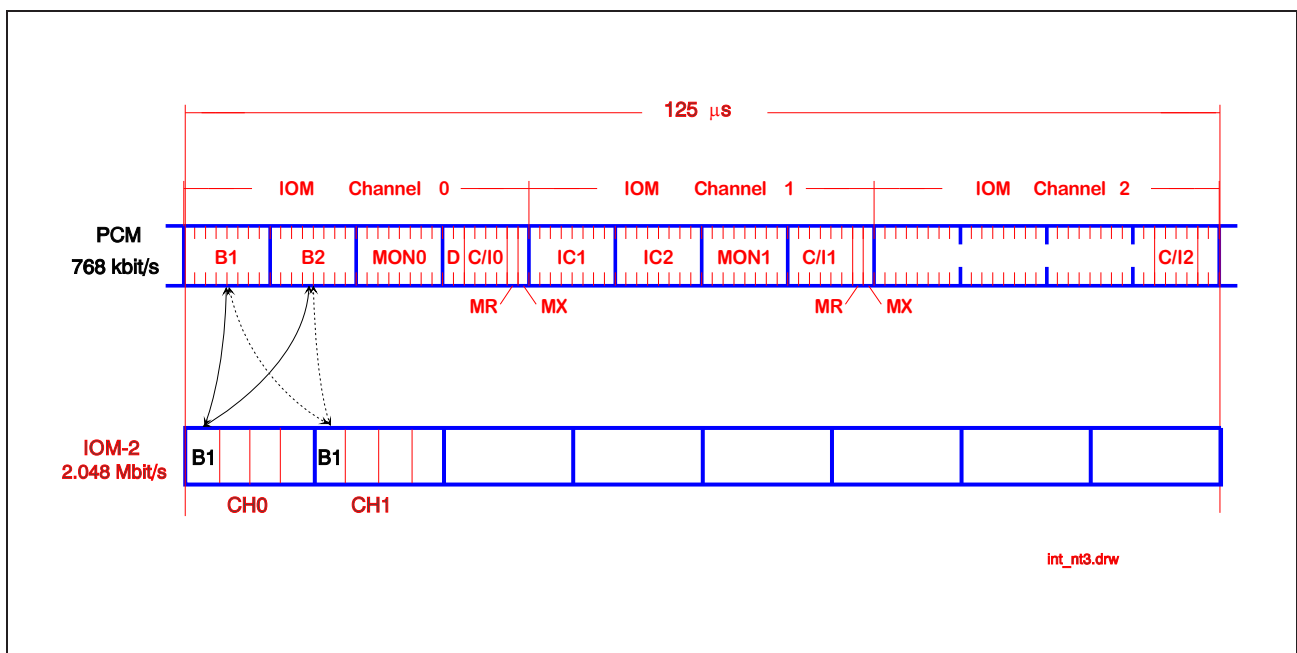 125 µs
IOM Channel 0 IOM Channel 1 IOM Channel 2
PCM
768 kbit/s
B1 B2 MON0 D C/I0 IC1 IC2 MON1 C/I1 C/I2
MR MX MR MX
IOM-2
2.048 Mbit/s
B1 B1
CH0 CH1
int_nt3.drw